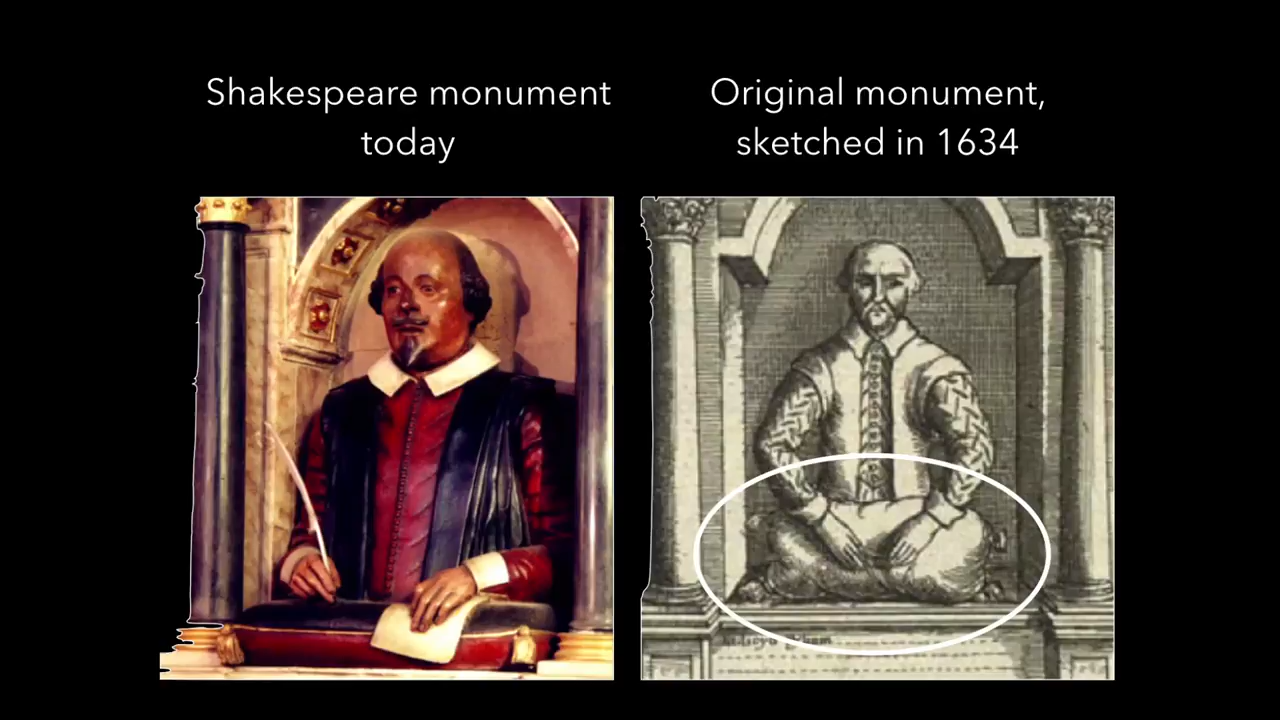 Shakespeare monument
today
Original monument,
sketched in 1634